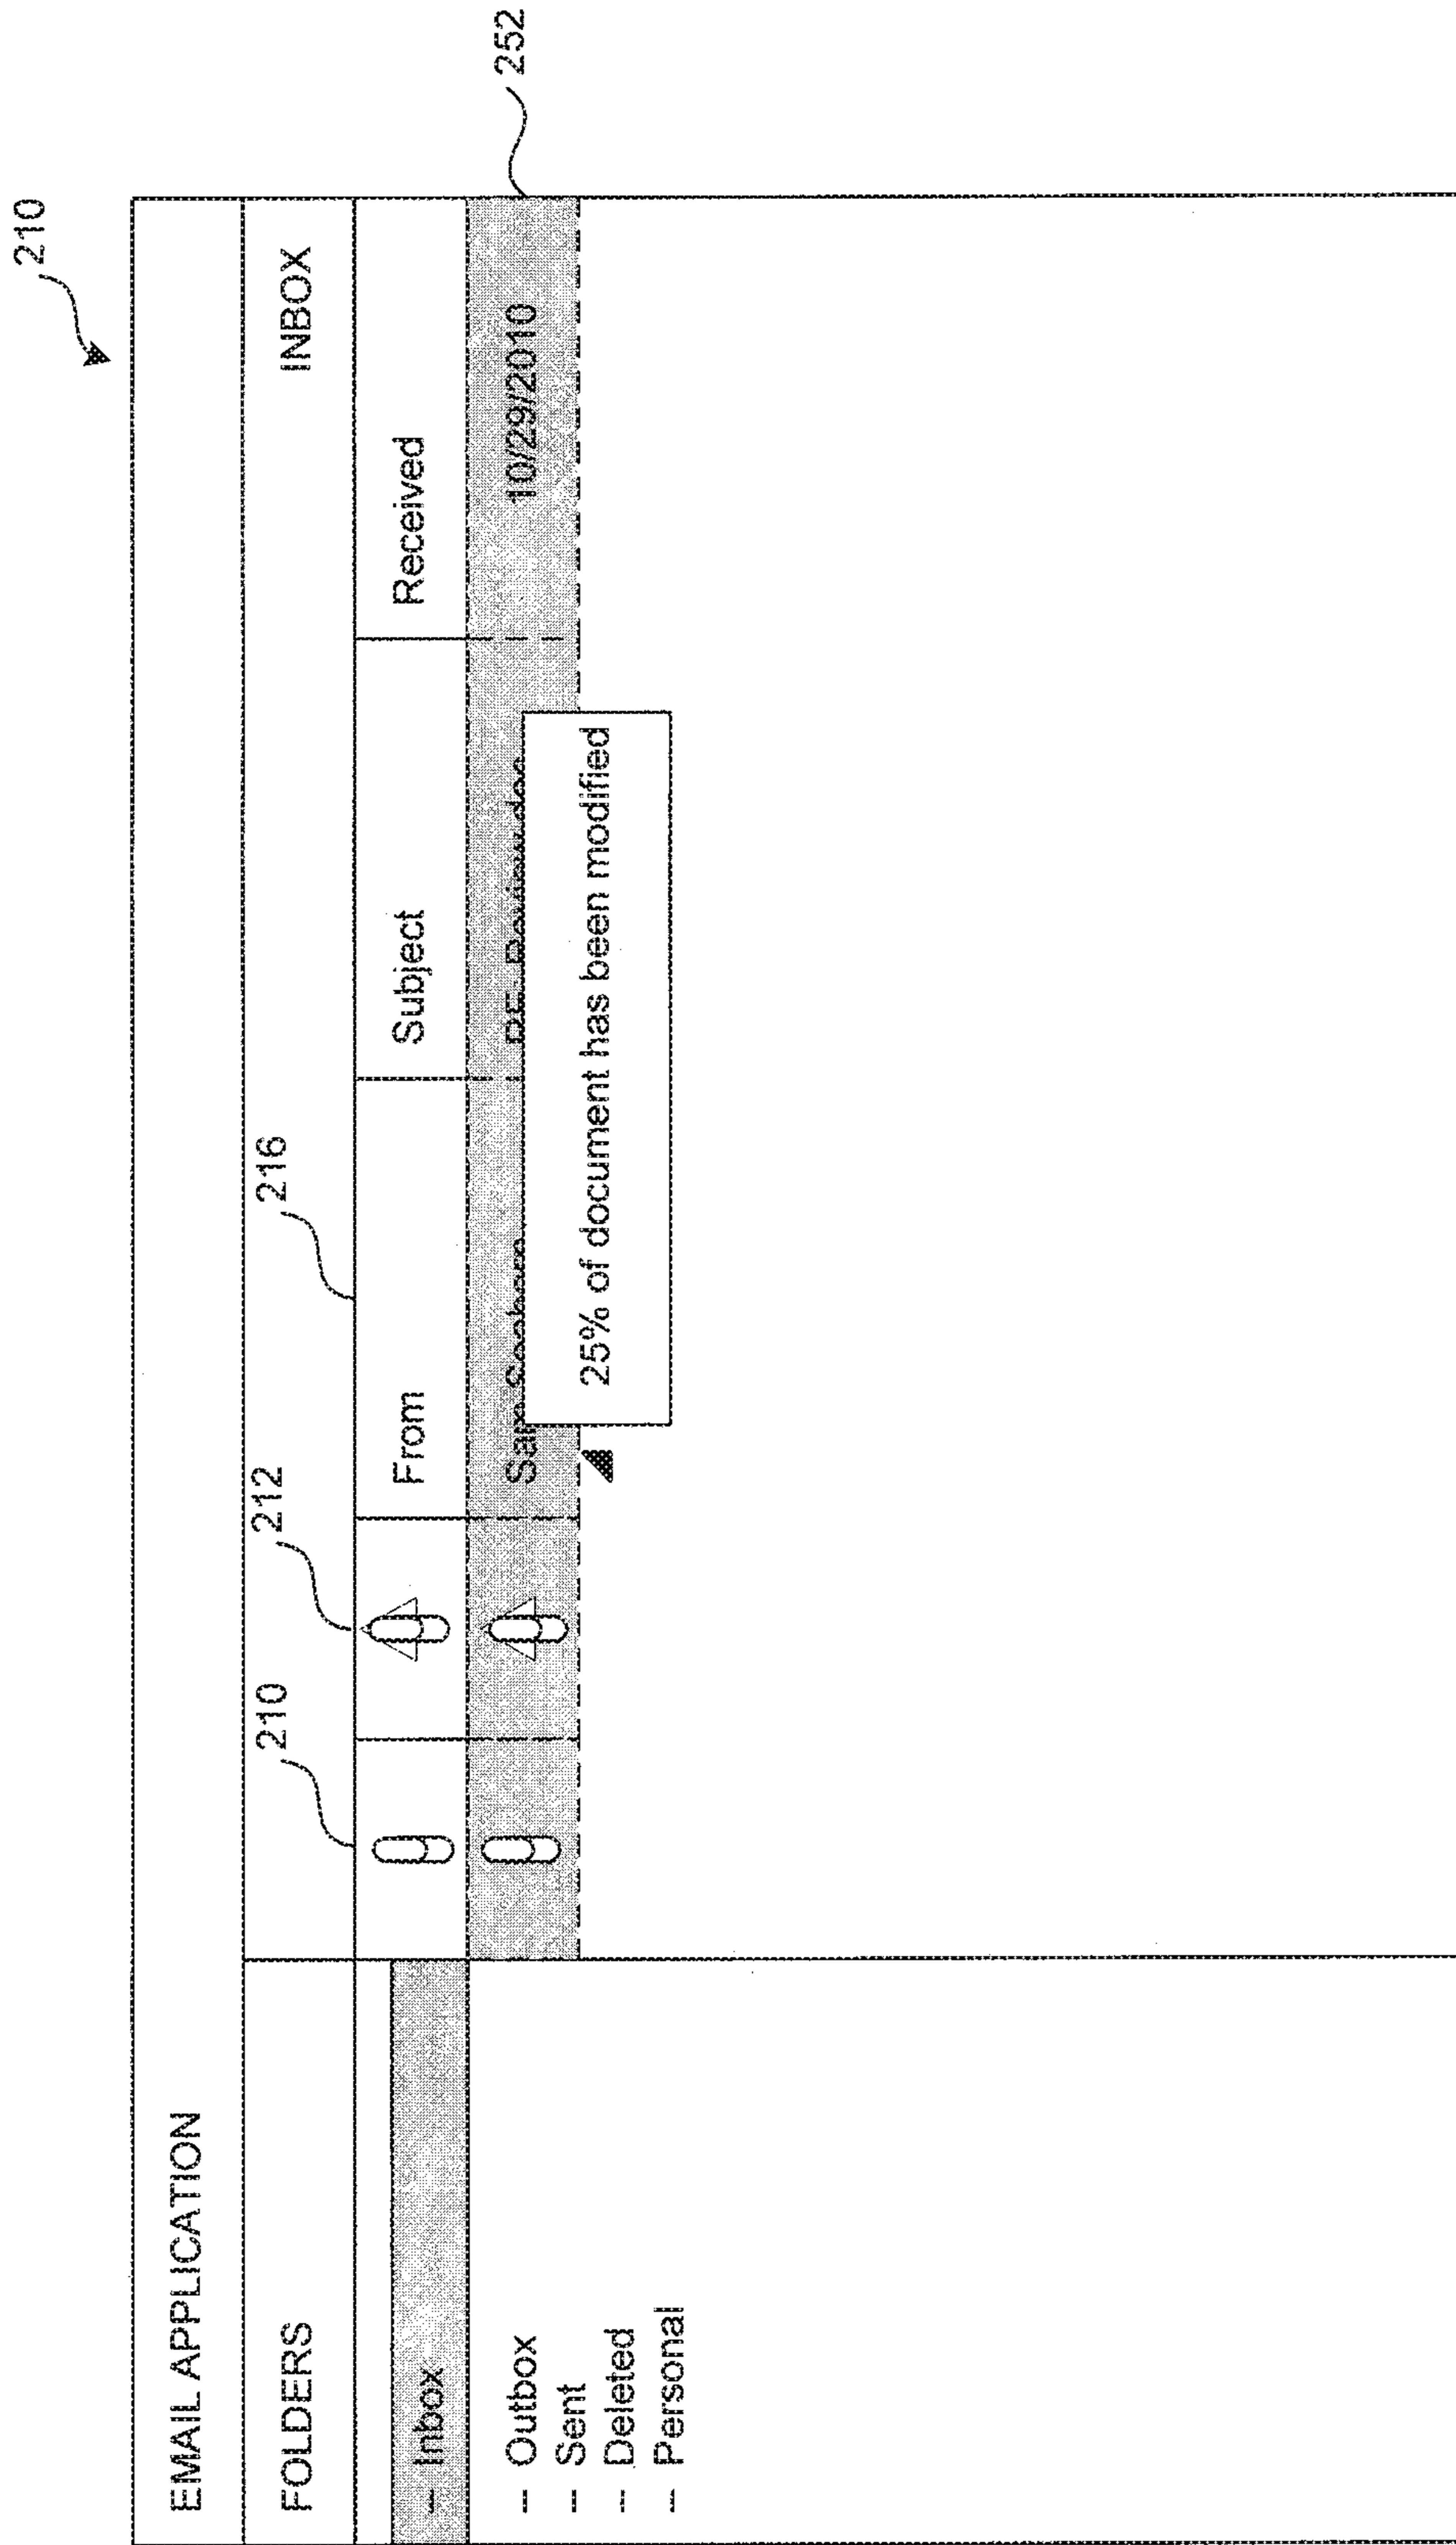 210
EMAIL APPLICATION
FOLDERS
INBOX
210
212
216
From
Subject
Received
-- Inbox
-- Outbox
-- Sent
-- Deleted
-- Personal
10/29/2010
252
25% of document has been modified